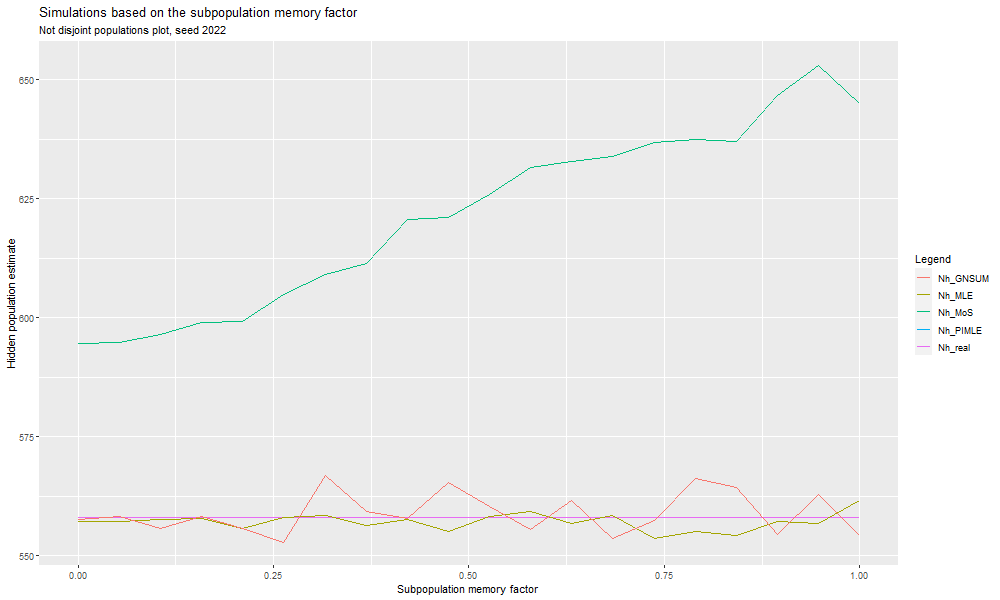 Simulations based on the subpopulation memory factor
Not disjoint populations plot, seed 2022
Hidden population estimate
650
625
600
575
550
0.00
0.25
0.50
0.75
1.00
Subpopulation memory factor
Legend
Nh_GNSUM
Nh_MLE
Nh_MoS
Nh_PIMLE
Nh_real